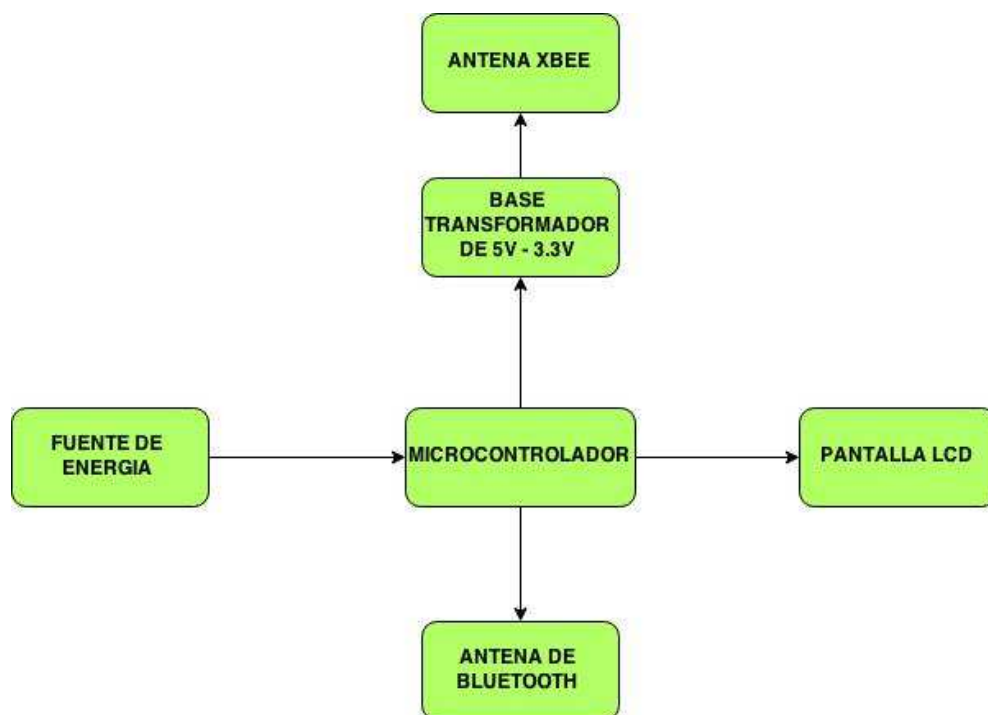 ANTENA XBEE
BASE
TRANSFORMADOR
DE 5V - 3.3V
FUENTE DE
ENERGIA
MICROCONTROLADOR
PANTALLA LCD
ANTENA DE
BLUETOOTH